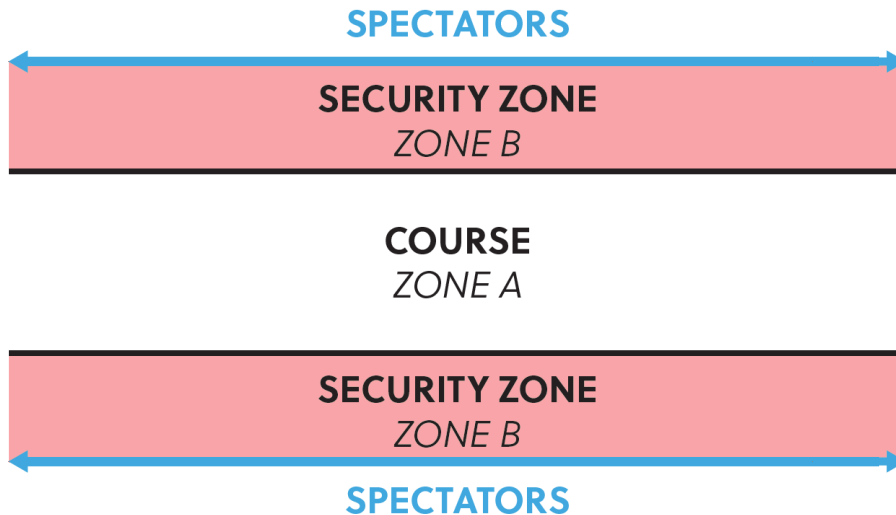 SPECTATORS
SECURITY ZONE
ZONE B
COURSE
ZONE A
SECURITY ZONE
ZONE B
SPECTATORS